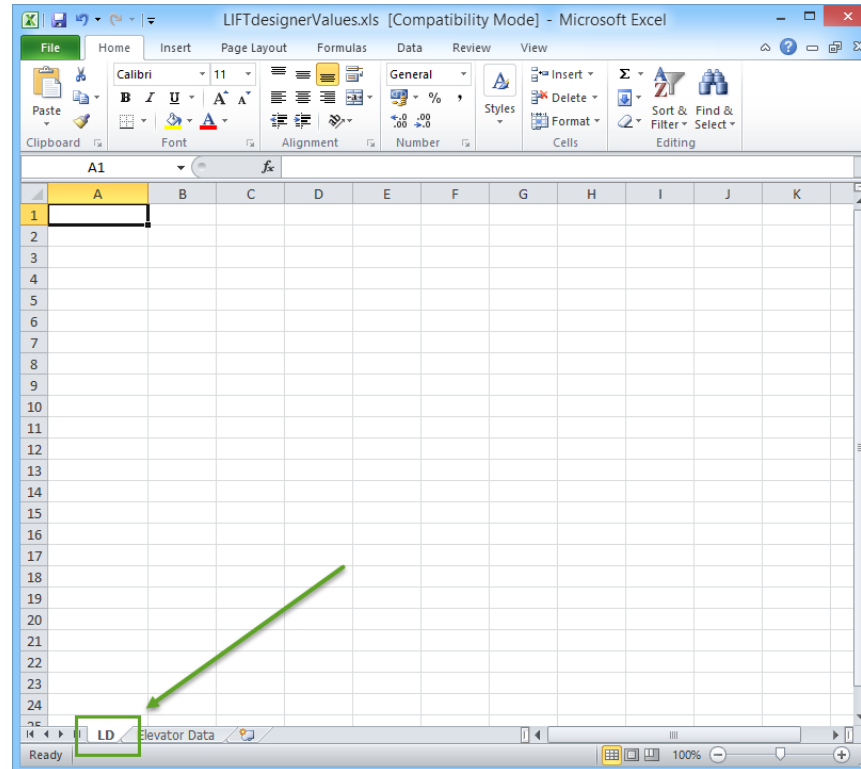 LIFTdesignerValues.xls [Compatibility Mode] - Microsoft Excel
File Home Insert Page Layout Formulas Data Review View
Calibri 11 General Insert Σ
Paste B I U A A % , Styles Delete Sort & Find &
A .00 .0 Format Filter Select
Clipboard Font Alignment Number Cells Editing
A1 fx
A B C D E F G H I J K
1
2
3
4
5
6
7
8
9
10
11
12
13
14
15
16
17
18
19
20
21
22
23
24
25
LD Elevator Data
Ready 100%